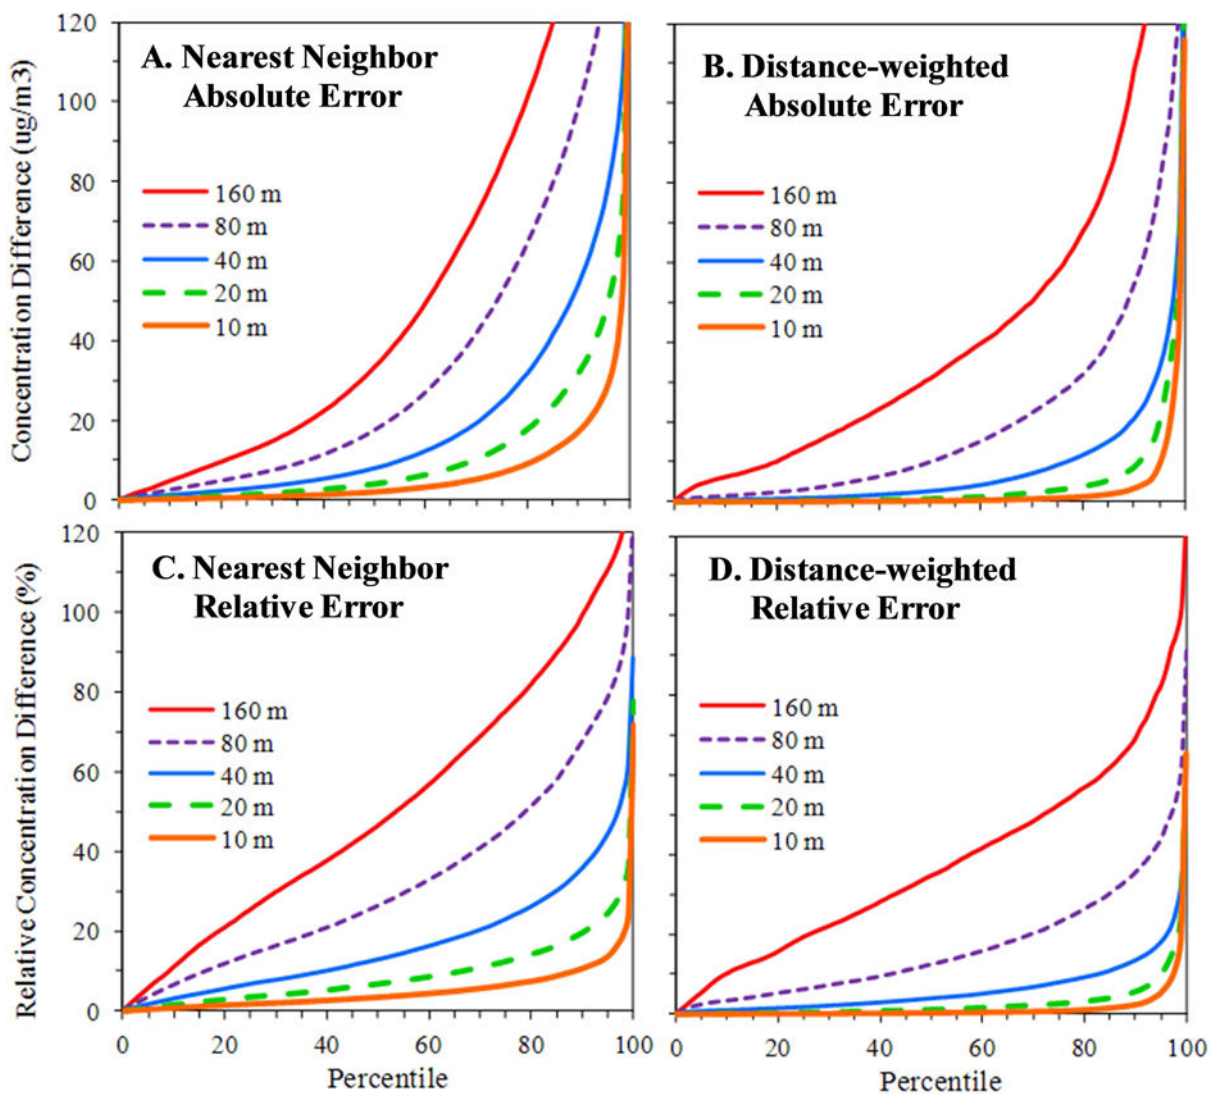 Concentration Difference (ug/m3)
120
100
80
60
40
20
0
A. Nearest Neighbor
Absolute Error
160 m
80 m
40 m
20 m
10 m
B. Distance-weighted
Absolute Error
160 m
80 m
40 m
20 m
10 m
Relative Concentration Difference (%)
120
100
80
60
40
20
0
C. Nearest Neighbor
Relative Error
160 m
80 m
40 m
20 m
10 m
0 20 40 60 80 100
Percentile
D. Distance-weighted
Relative Error
160 m
80 m
40 m
20 m
10 m
0 20 40 60 80 100
Percentile